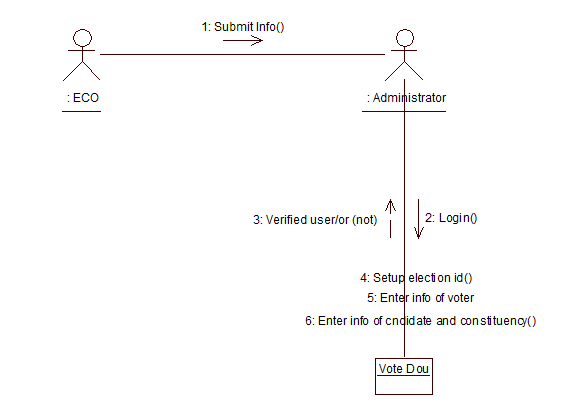 1: Submit Info()
: ECO
: Administrator
3: Verified user/or (not)
2: Login()
4: Setup election id()
5: Enter info of voter
6: Enter info of cndidate and constituency()
Vote Dou